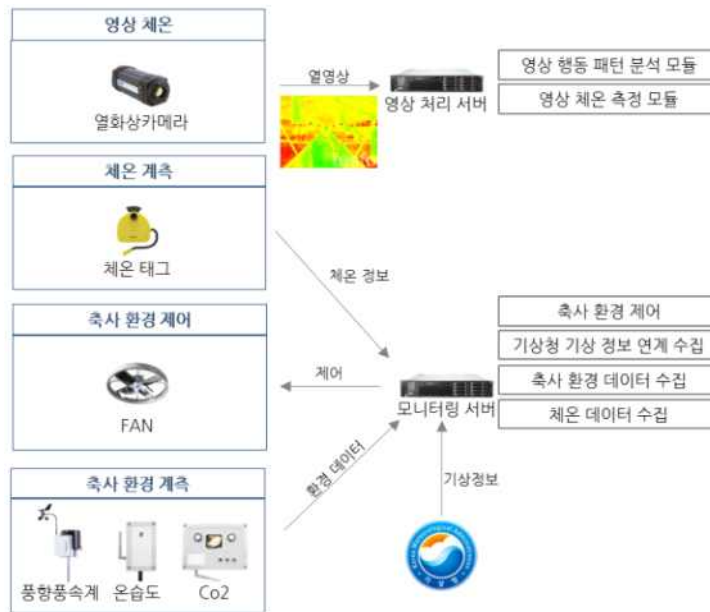 영상 체온
열화상카메라
열영상
영상 처리 서버
영상 행동 패턴 분석 모듈
영상 체온 측정 모듈
체온 계측
체온 태그
체온 정보
축사 환경 제어
FAN
제어
모니터링 서버
축사 환경 제어
기상청 기상 정보 연계 수집
축사 환경 데이터 수집
체온 데이터 수집
축사 환경 계측
풍향풍속계
온습도
Co2
환경 데이터
기상정보
Korea Meteorological Administration
기상청